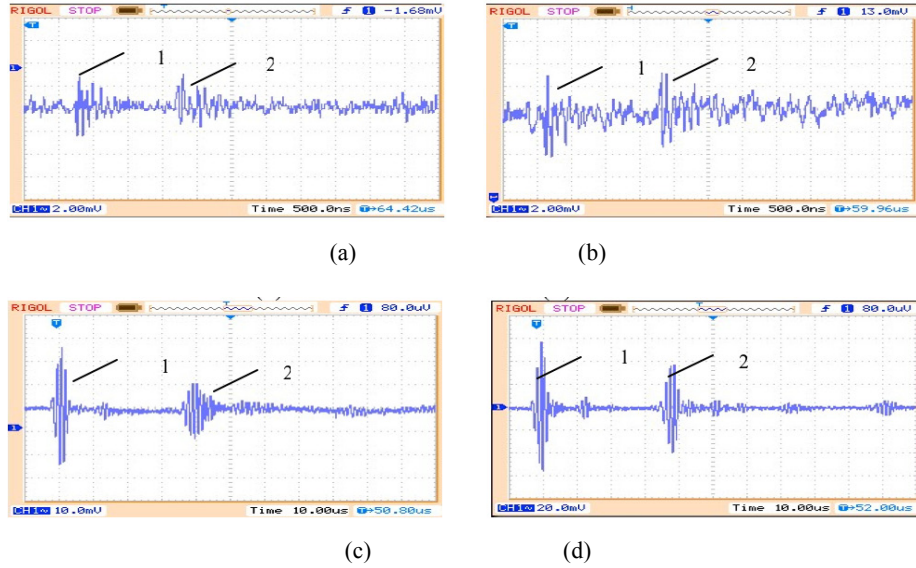 RIGOL STOP 1 -1.68mV
T
1
1 2
CH1~ 2.00mV Time 500.0ns T→64.42us
(a)
RIGOL STOP 1 13.0mV
T
1 2
CH1~ 2.00mV Time 500.0ns T→59.96us
(b)
RIGOL STOP T 1 80.0uV
T
1 2
1
CH1~ 10.0mV Time 10.00us T→50.80us
(c)
RIGOL STOP T 1 80.0uV
T
1 2
1
CH1~ 20.0mV Time 10.00us T→52.00us
(d)